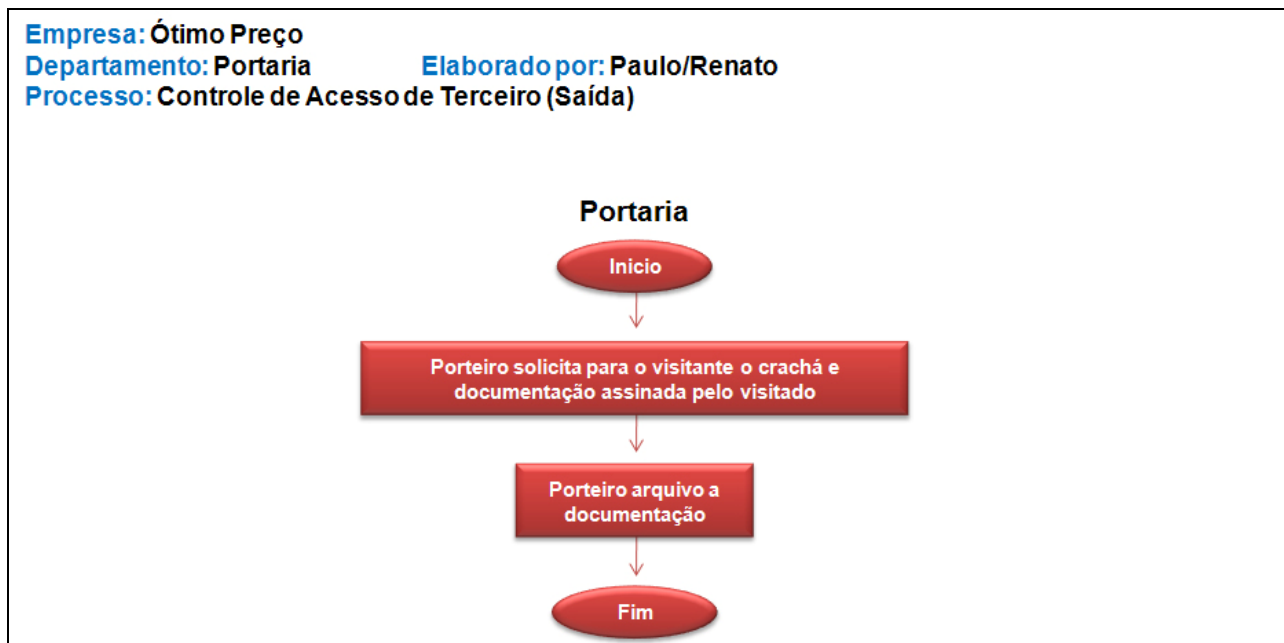 Empresa: Ótimo Preço
Departamento: Portaria Elaborado por: Paulo/Renato
Processo: Controle de Acesso de Terceiro (Saída)
Portaria
Inicio
Porteiro solicita para o visitante o crachá e
documentação assinada pelo visitado
Porteiro arquivo a
documentação
Fim